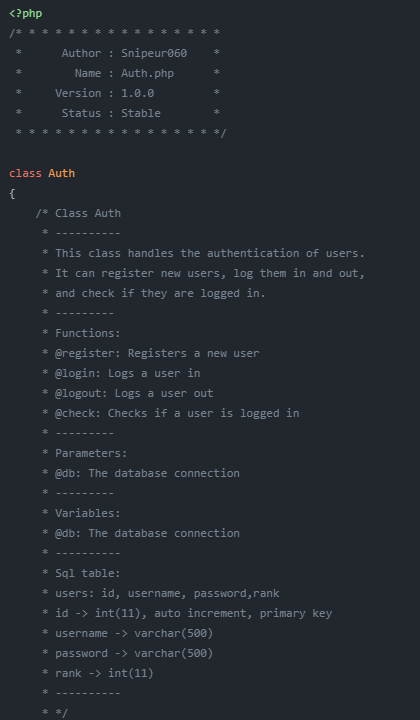 <?php
/* * * * * * * * * * * * * * * *
 *      Author : Snipeur060    *
 *        Name : Auth.php      *
 *     Version : 1.0.0         *
 *      Status : Stable        *
 * * * * * * * * * * * * * * * */

class Auth
{
    /* Class Auth
     * ----------
     * This class handles the authentication of users.
     * It can register new users, log them in and out,
     * and check if they are logged in.
     * ---------
     * Functions:
     * @register: Registers a new user
     * @login: Logs a user in
     * @logout: Logs a user out
     * @check: Checks if a user is logged in
     * ---------
     * Parameters:
     * @db: The database connection
     * ---------
     * Variables:
     * @db: The database connection
     * ----------
     * Sql table:
     * users: id, username, password,rank
     * id -> int(11), auto increment, primary key
     * username -> varchar(500)
     * password -> varchar(500)
     * rank -> int(11)
     * ----------
     * */